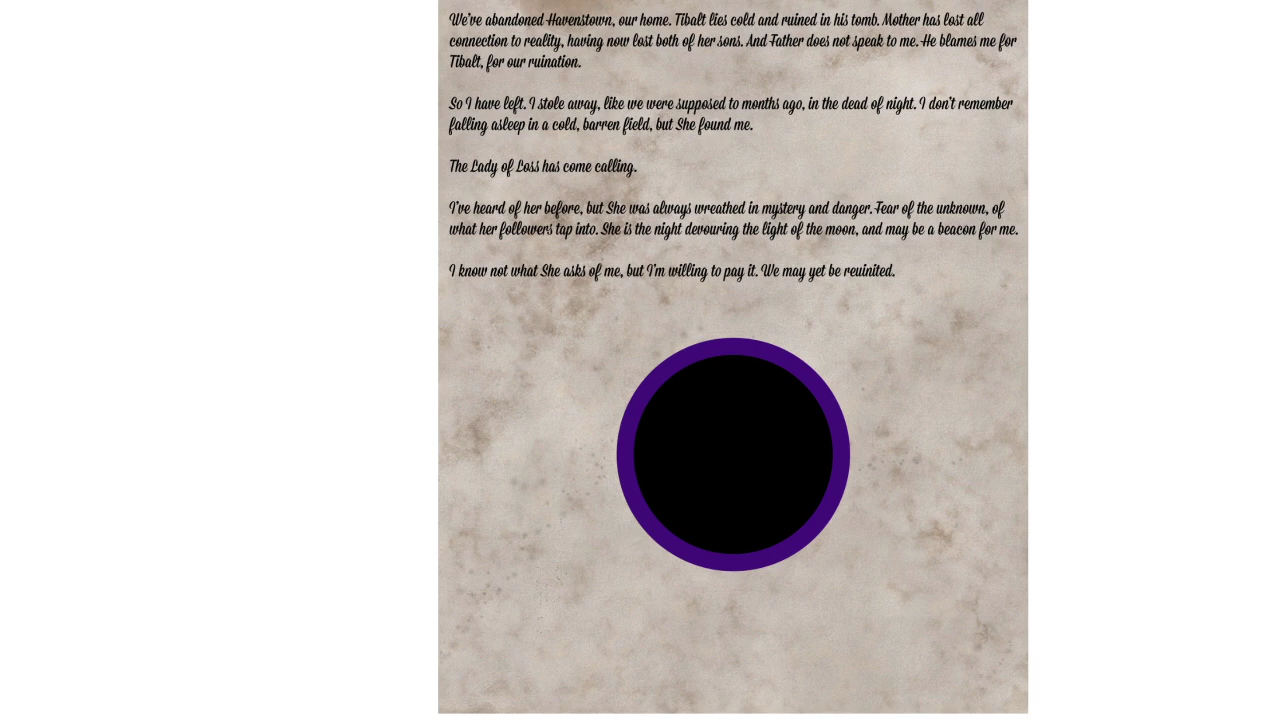 We've abandoned Havenstown, our home. Tibalt lies cold and ruined in his tomb. Mother has lost all
connection to reality, having now lost both of her sons. And Father does not speak to me. He blames me for
Tibalt, for our ruination.
So I have left. I stole away, like we were supposed to months ago, in the dead of night. I don't remember
falling asleep in a cold, barren field, but She found me.
The Lady of Loss has come calling.
I've heard of her before, but She was always wreathed in mystery and danger. Fear of the unknown, of
what her followers tap into. She is the night devouring the light of the moon, and may be a beacon for me.
I know not what She asks of me, but I'm willing to pay it. We may yet be reuinited.